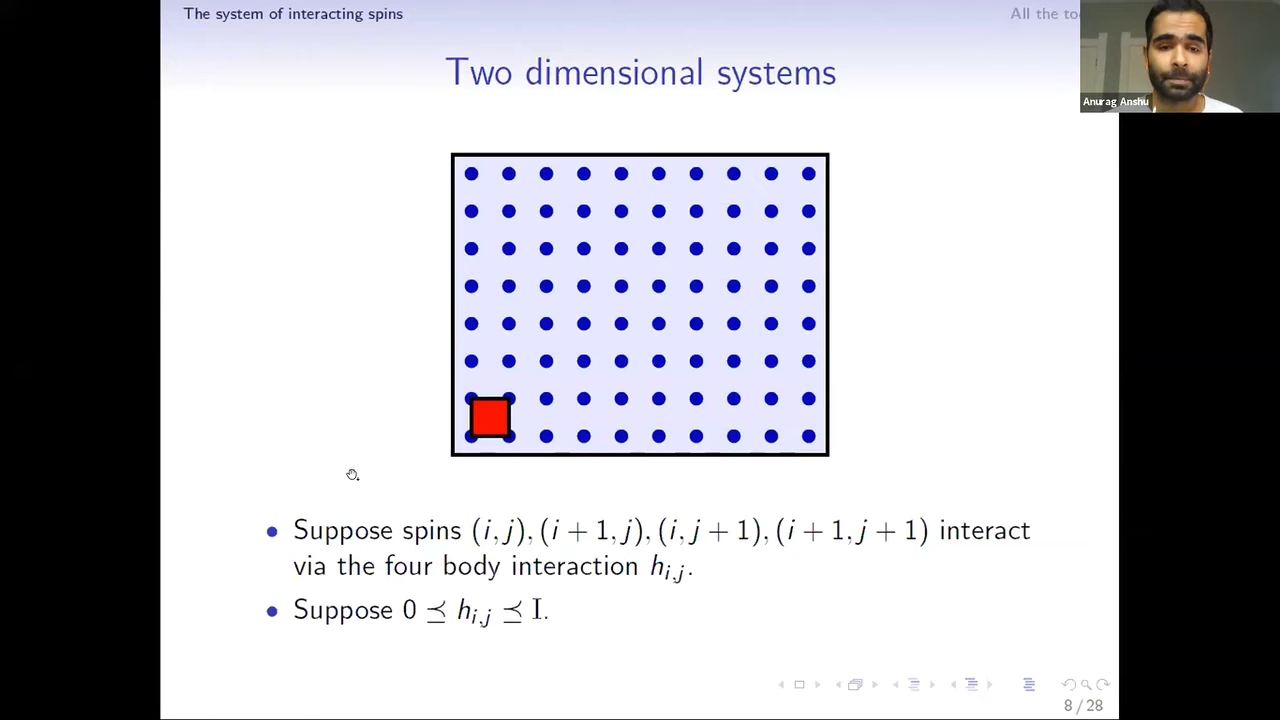 The system of interacting spins
All the
Anurag Anshu
Two dimensional systems
• Suppose spins (i, j), (i + 1, j), (i, j + 1), (i + 1, j + 1) interact
via the four body interaction h_{i,j}.
• Suppose 0 ⪯ h_{i,j} ⪯ I.
8 / 28